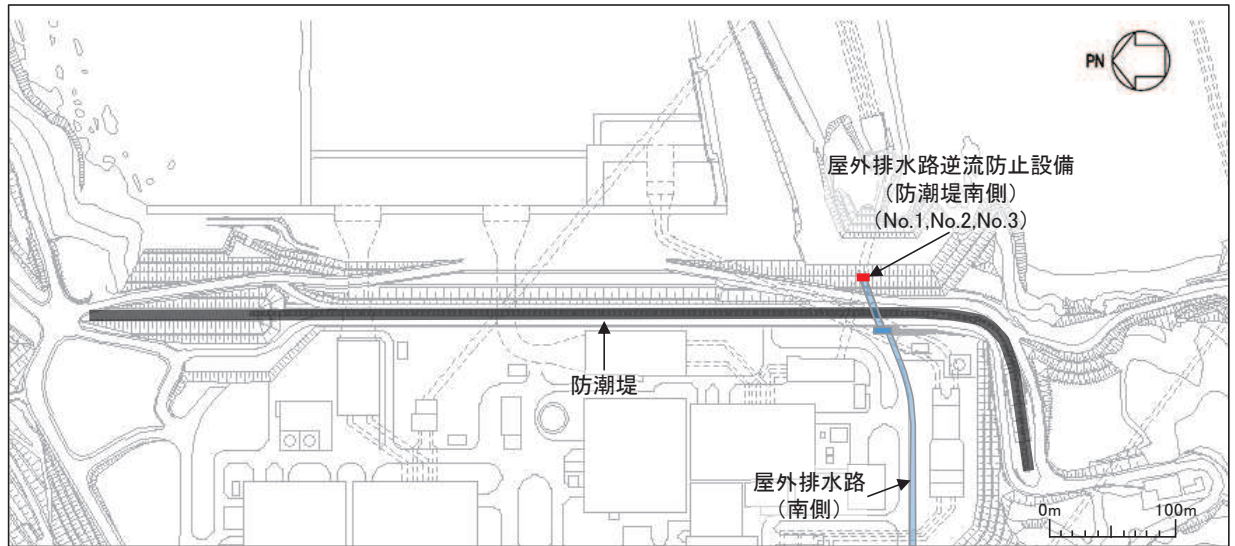 PN
屋外排水路逆流防止設備
（防潮堤南側）
（No.1,No.2,No.3）
防潮堤
屋外排水路
（南側）
0m 100m